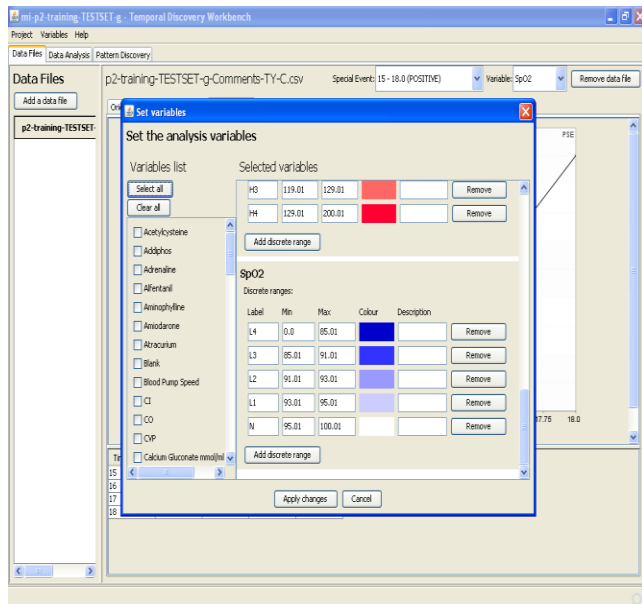 mi-p2-training-TESTSET-g - Temporal Discovery Workbench
Project Variables Help
Data Files Data Analysis Pattern Discovery
Data Files
Add a data file
p2-training-TESTSET-
p2-training-TESTSET-g-Comments-TY-C.csv
Special Event: 15 - 18.0 (POSITIVE)
Variable: SpO2
Remove data file
PSE
17.75 18.0
15
16
17
18
Set variables
Set the analysis variables
Variables list
Select all
Clear all
Acetylcysteine
Addiphos
Adrenaline
Alfentanil
Aminophylline
Amiodarone
Atracurium
Blank
Blood Pump Speed
CI
CO
CVP
Calcium Gluconate mmol/ml
Selected variables
H3 119.01 129.01 Remove
H4 129.01 200.01 Remove
Add discrete range
SpO2
Discrete ranges:
Label Min Max Colour Description
L4 0.0 85.01 Remove
L3 85.01 91.01 Remove
L2 91.01 93.01 Remove
L1 93.01 95.01 Remove
N 95.01 100.01 Remove
Add discrete range
Apply changes Cancel